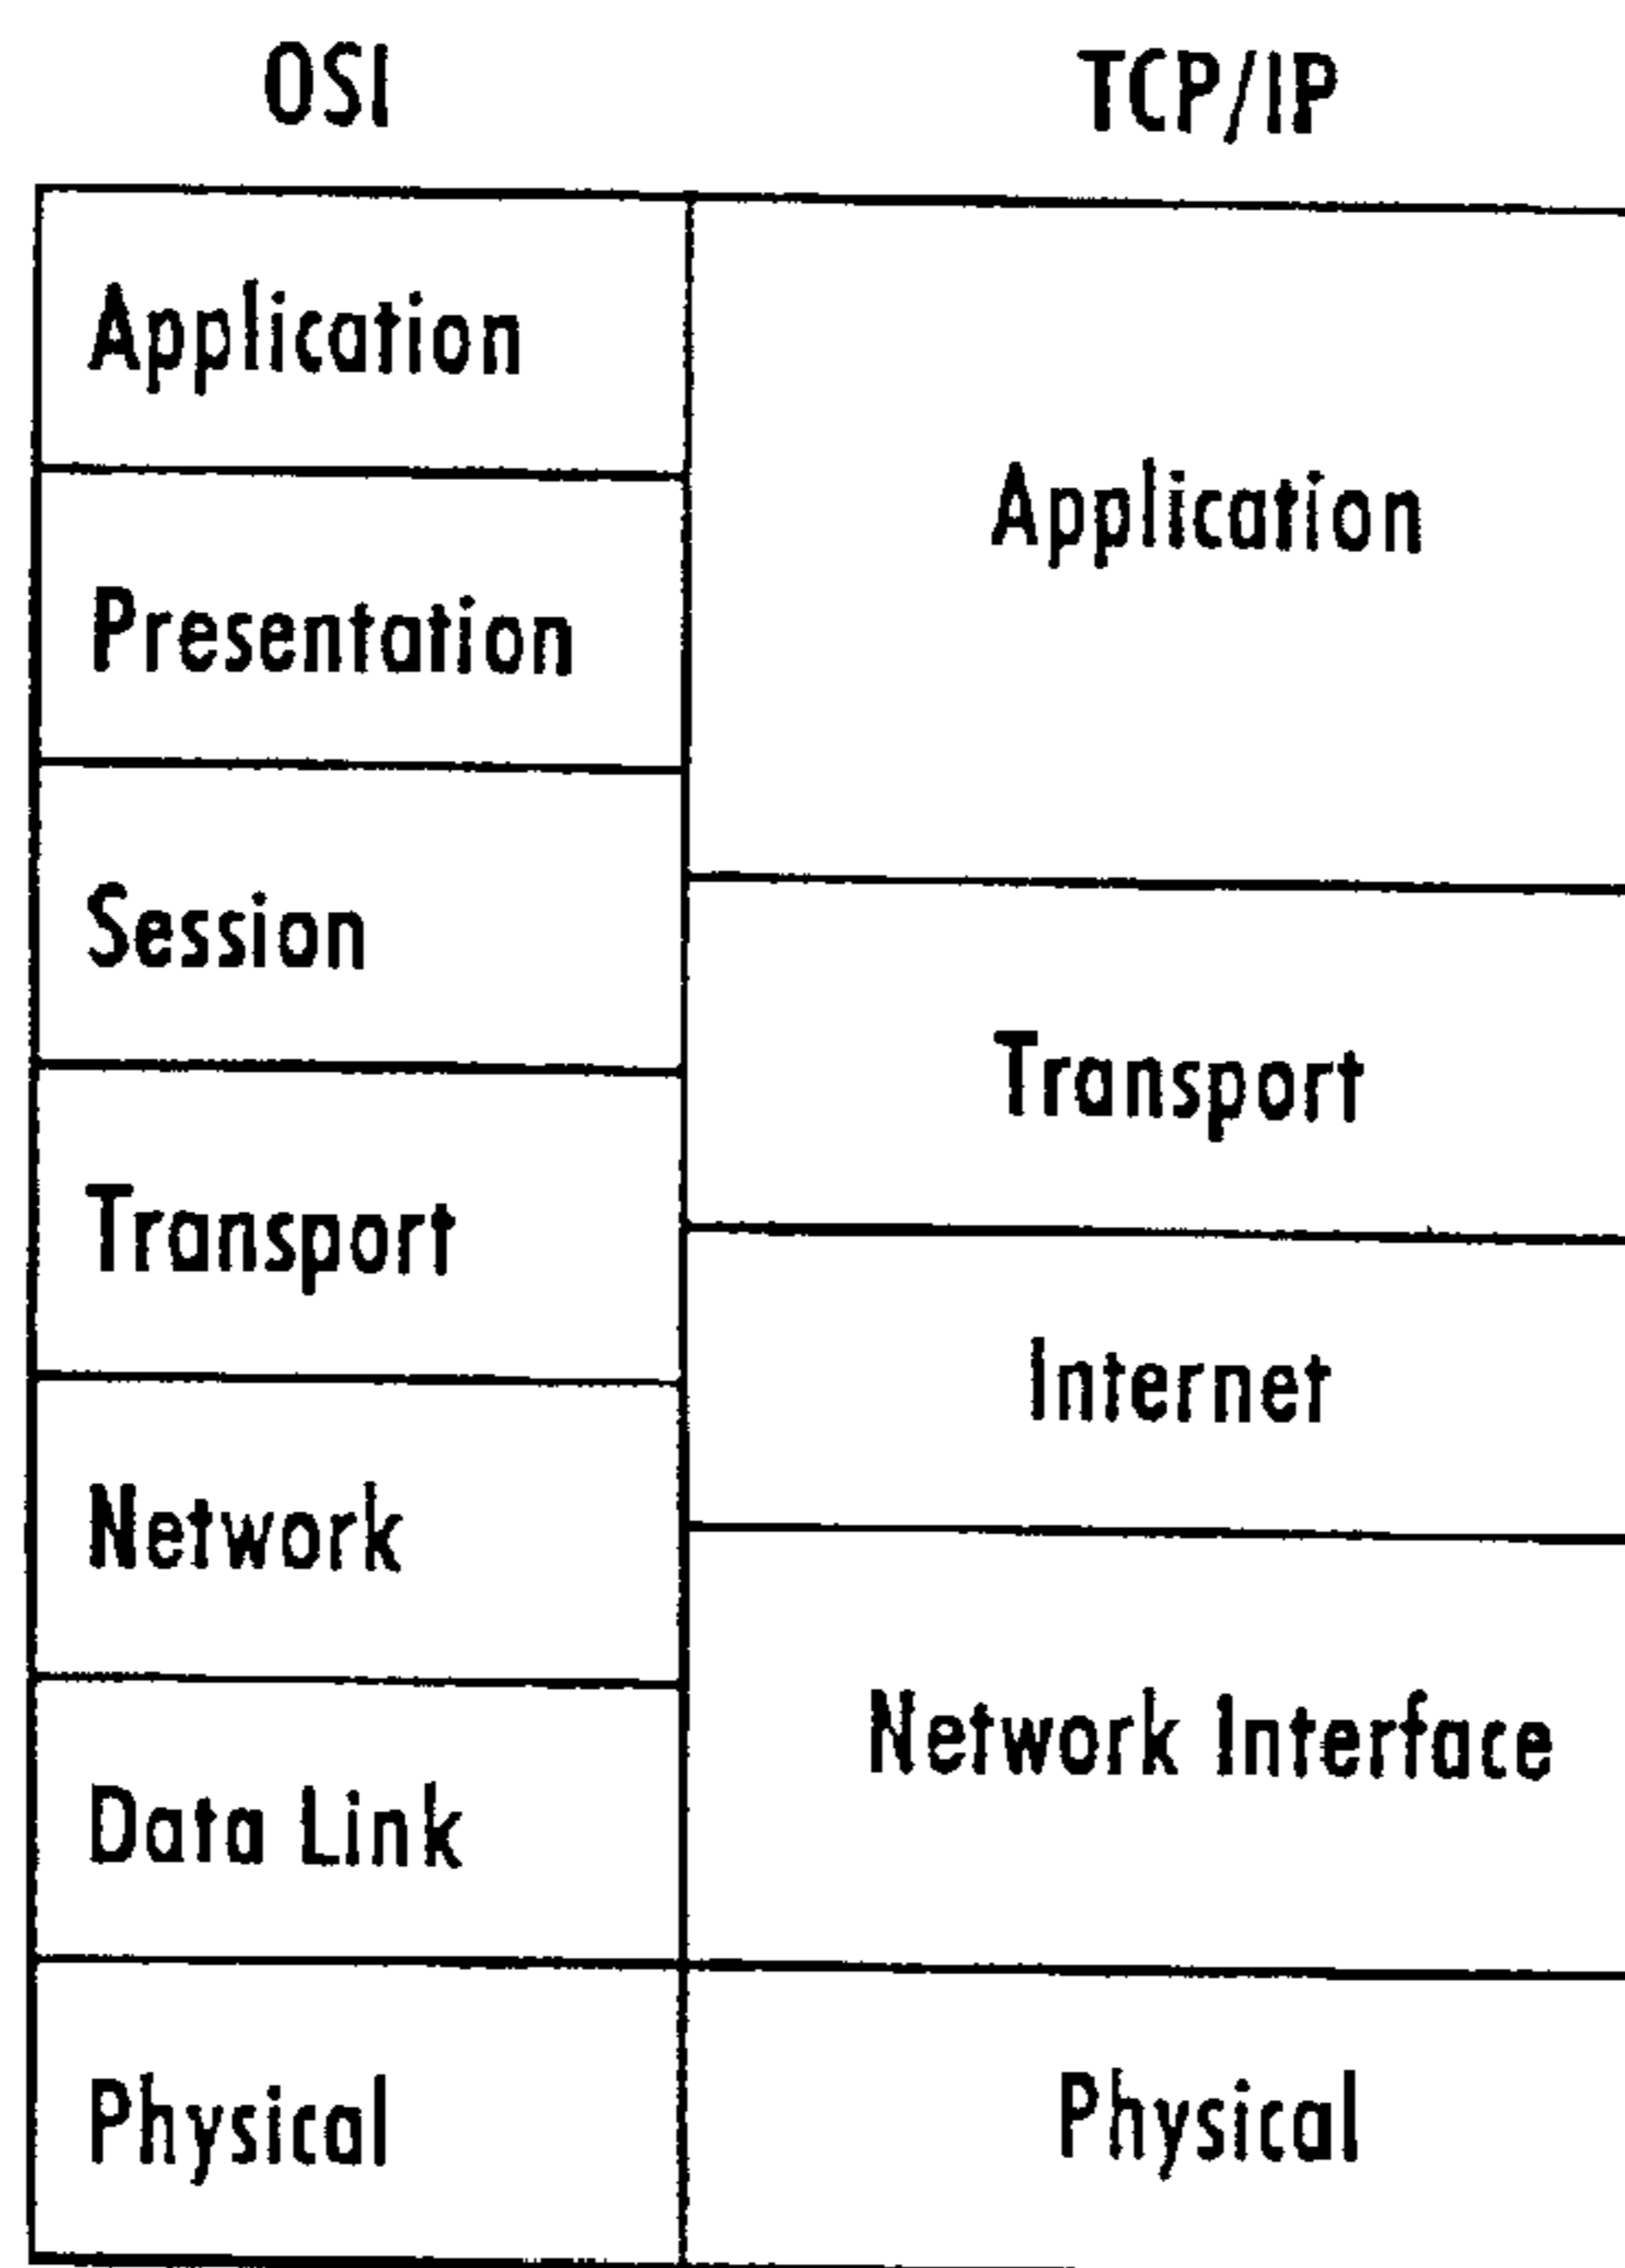 OSI
TCP/IP
Application
Presentation
Session
Transport
Network
Data Link
Physical
Application
Transport
Internet
Network Interface
Physical